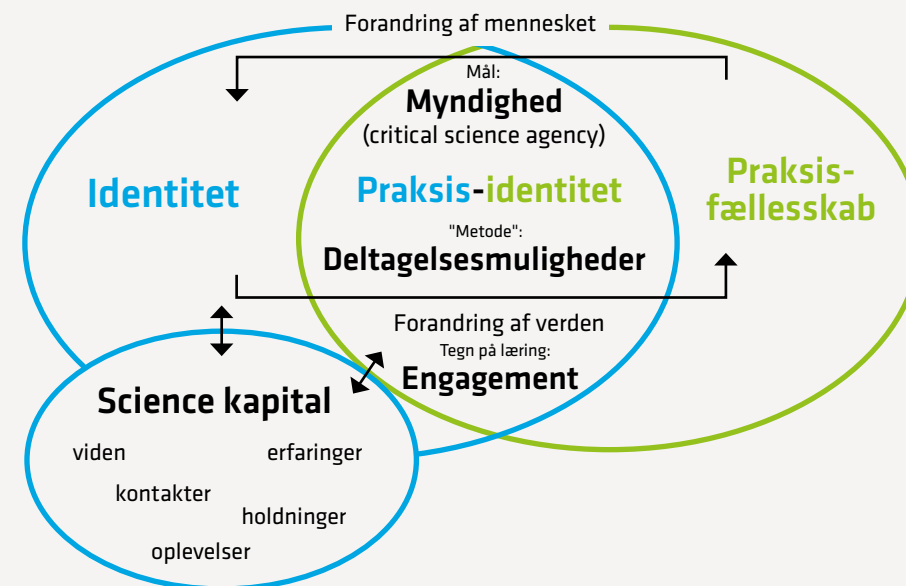 Forandring af mennesket
Mål:
Myndighed
(critical science agency)
Identitet
Praksis-identitet
Praksis-
fællesskab
"Metode":
Deltagelsesmuligheder
Forandring af verden
Tegn på læring:
Engagement
Science kapital
viden
erfaringer
kontakter
holdninger
oplevelser